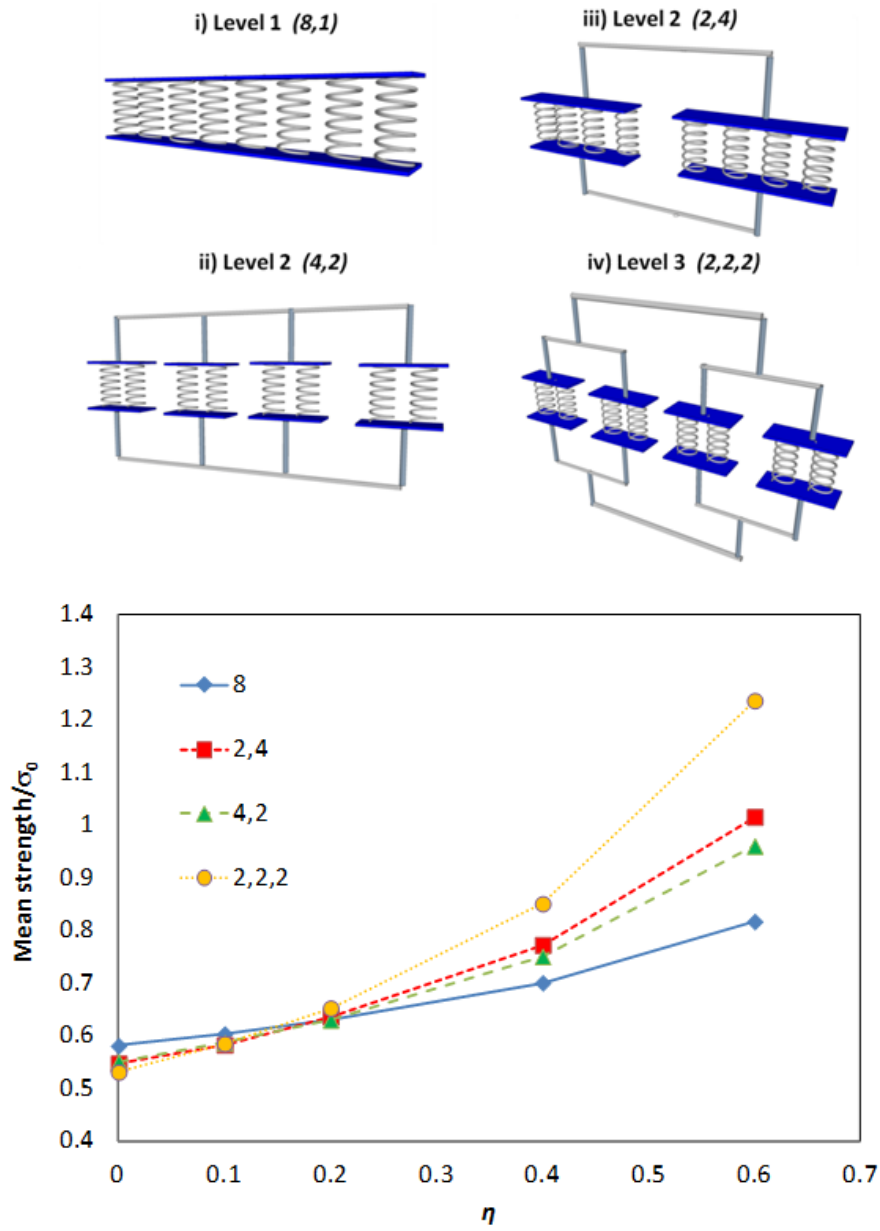 i) Level 1 (8,1)
iii) Level 2 (2,4)
ii) Level 2 (4,2)
iv) Level 3 (2,2,2)
1.4
1.3
1.2
1.1
1
0.9
0.8
0.7
0.6
0.5
0.4
Mean strength/σ₀
8
2,4
4,2
2,2,2
0 0.1 0.2 0.3 0.4 0.5 0.6 0.7
η